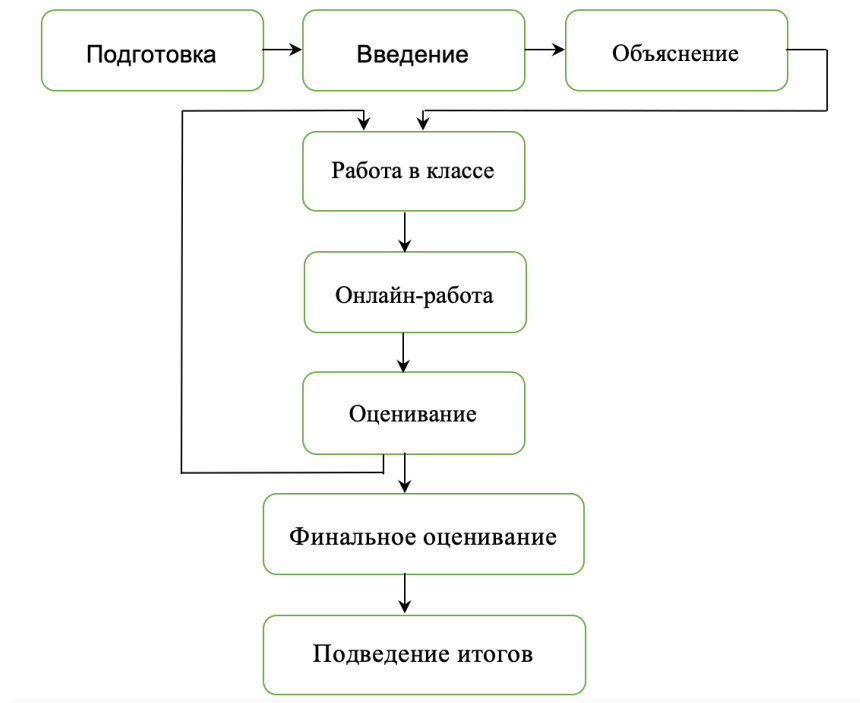 Подготовка
Введение
Объяснение
Работа в классе
Онлайн-работа
Оценивание
Финальное оценивание
Подведение итогов